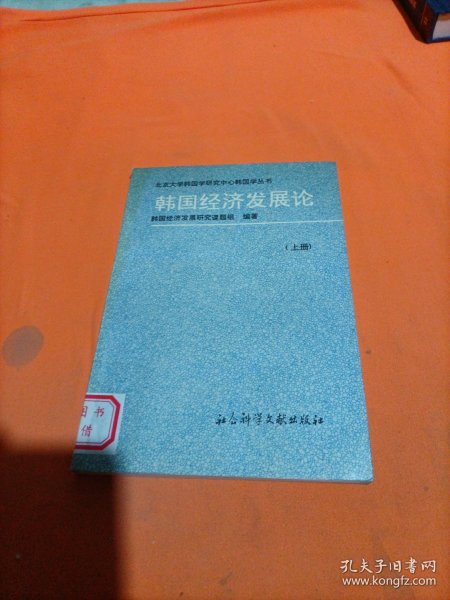 北京大学韩国学研究中心韩国学丛书
韩国经济发展论
韩国经济发展研究课题组 编著
(上册)
社会科学文献出版社
图书
借
孔夫子旧书网
www.kongfz.com